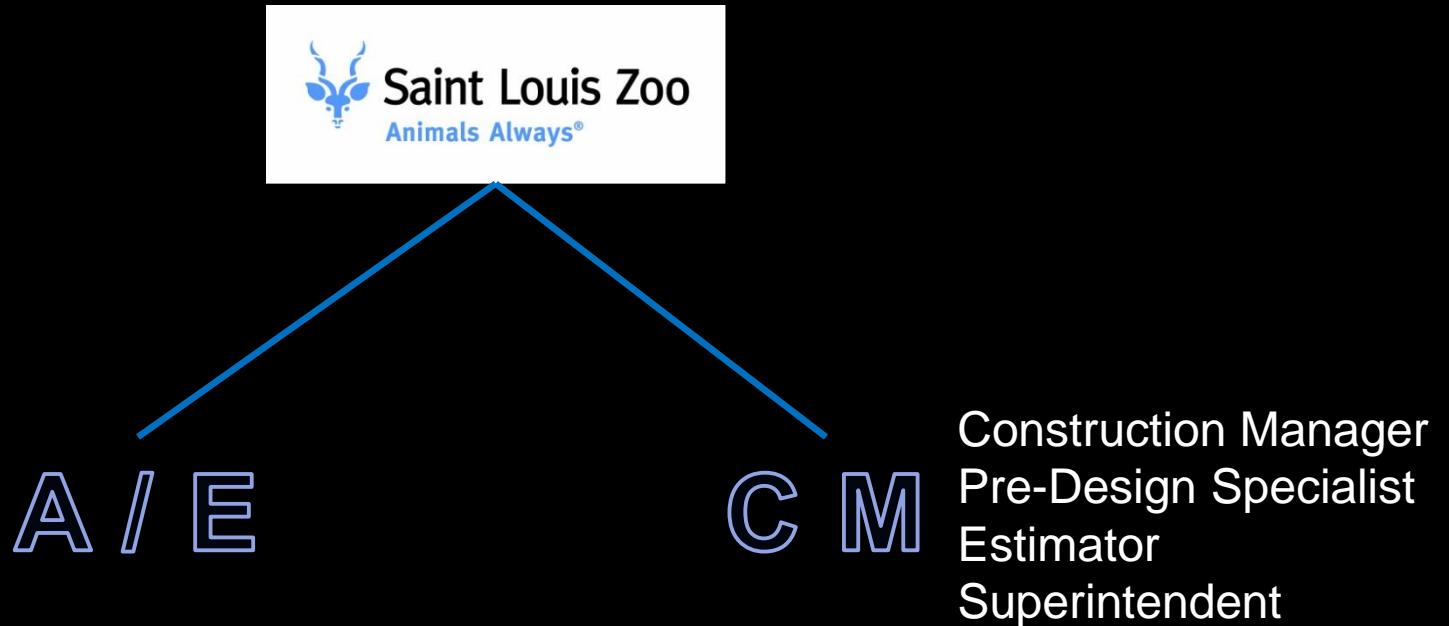 Saint Louis Zoo
Animals Always®
A / E
C M
Construction Manager
Pre-Design Specialist
Estimator
Superintendent